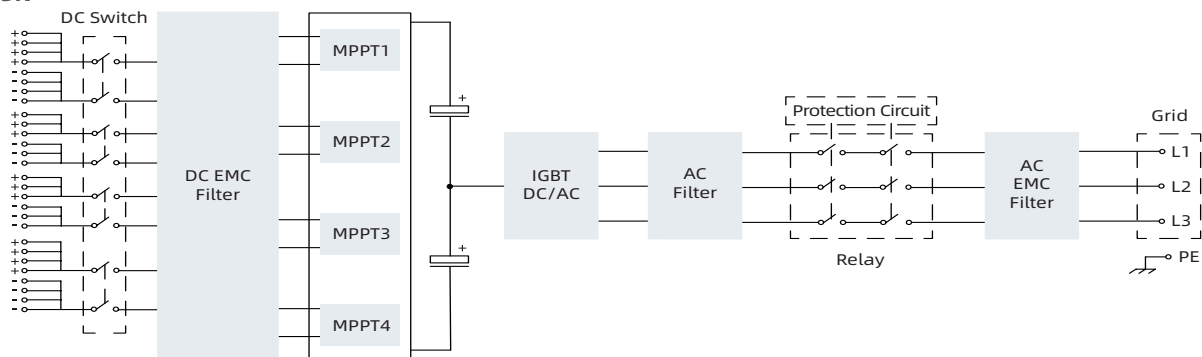 DC Switch
MPPT1
MPPT2
MPPT3
MPPT4
DC EMC
Filter
+
+
IGBT
DC/AC
AC
Filter
Protection Circuit
Relay
AC
EMC
Filter
Grid
L1
L2
L3
PE
+
+
+
+
-
-
-
-
+
+
+
-
-
-
+
+
+
-
-
-
+
+
+
+
-
-
-
-